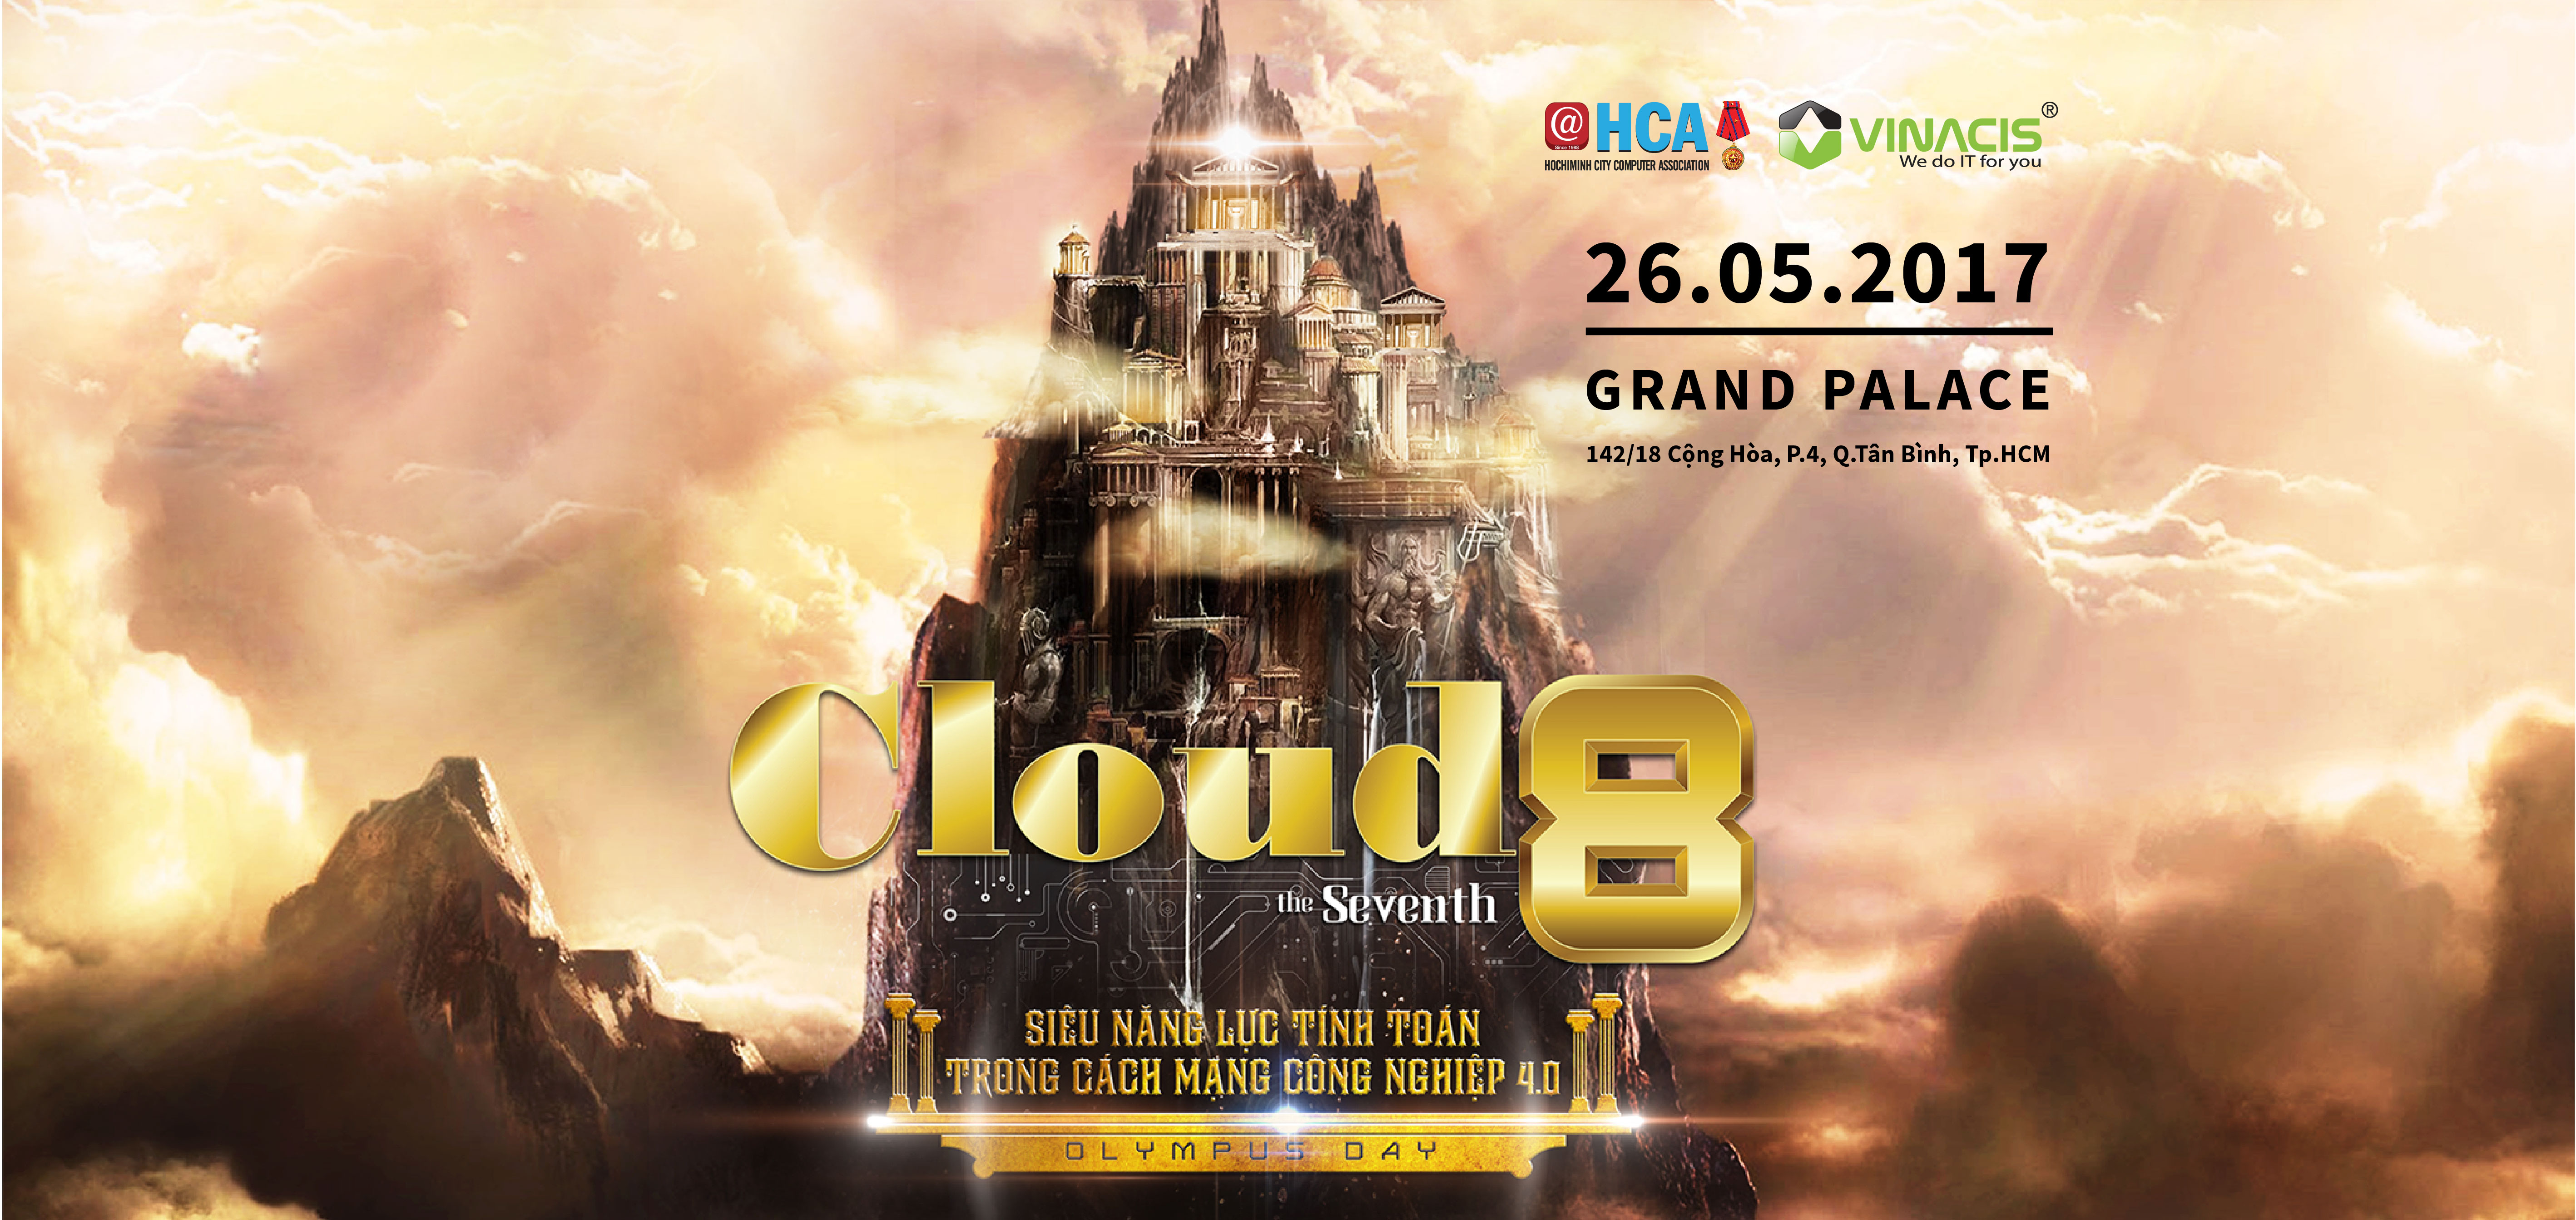 @HCA
Since 1988
HOCHIMINH CITY COMPUTER ASSOCIATION
VINACIS®
We do IT for you
26.05.2017
GRAND PALACE
142/18 Cộng Hòa, P.4, Q.Tân Bình, Tp.HCM
Cloud8
the Seventh
SIÊU NĂNG LỰC TÍNH TOÁN
TRONG CÁCH MẠNG CÔNG NGHIỆP 4.0
OLYMPUS DAY